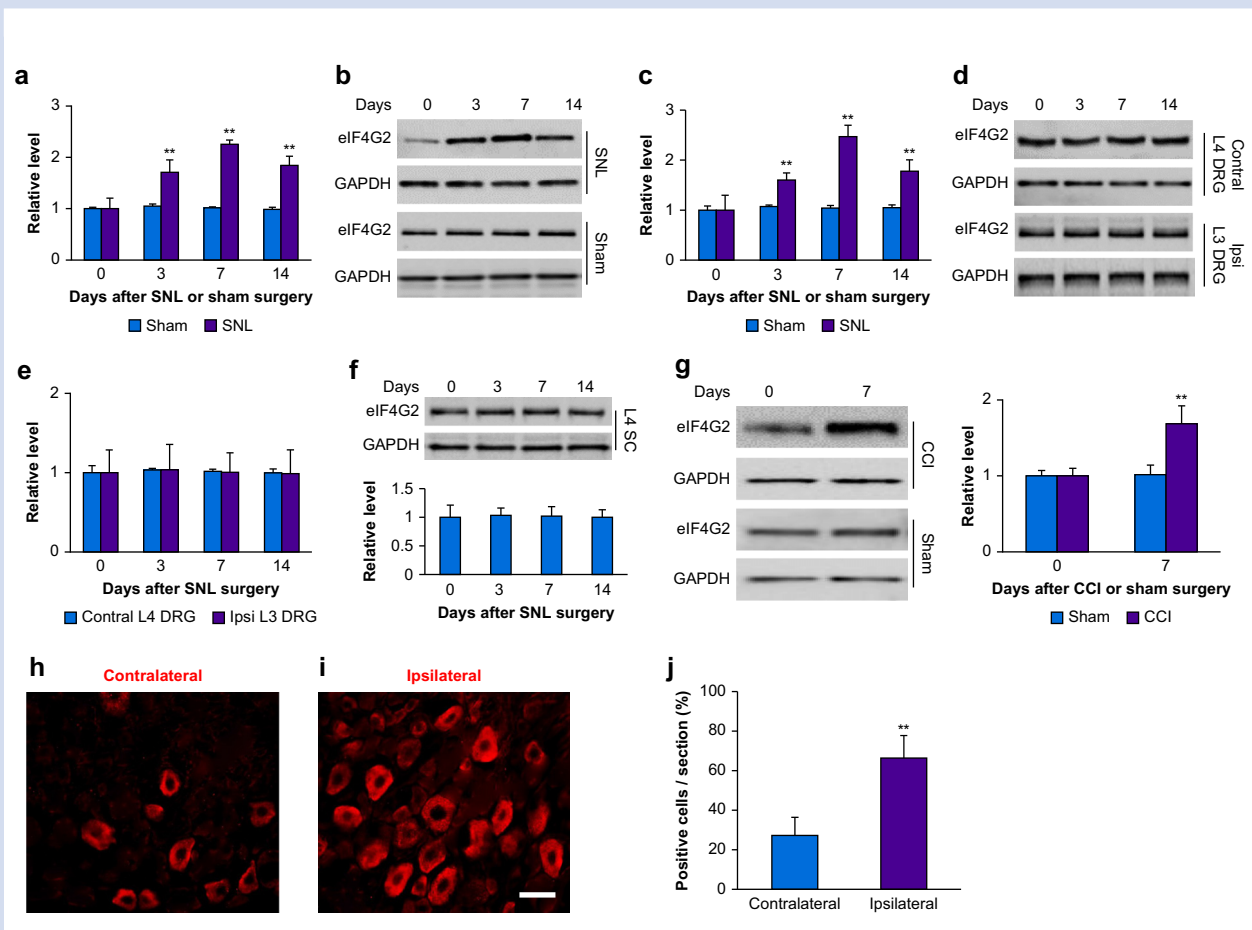 a
3
2
1
0
Relative level
**
**
**
0 3 7 14
Days after SNL or sham surgery
Sham SNL
b
Days 0 3 7 14
eIF4G2
GAPDH
SNL
eIF4G2
GAPDH
Sham
c
3
2
1
0
Relative level
**
**
**
0 3 7 14
Days after SNL or sham surgery
Sham SNL
d
Days 0 3 7 14
eIF4G2
GAPDH
Contral
L4 DRG
eIF4G2
GAPDH
Ipsi
L3 DRG
e
2
1
0
Relative level
0 3 7 14
Days after SNL surgery
Contral L4 DRG Ipsi L3 DRG
f
Days 0 3 7 14
eIF4G2
GAPDH
L4 SC
1.5
1
0.5
0
Relative level
0 3 7 14
Days after SNL surgery
g
Days 0 7
eIF4G2
GAPDH
CCI
eIF4G2
GAPDH
Sham
2
1
0
Relative level
**
0 7
Days after CCI or sham surgery
Sham CCI
h
Contralateral
i
Ipsilateral
j
100
80
60
40
20
0
Positive cells / section (%)
**
Contralateral Ipsilateral